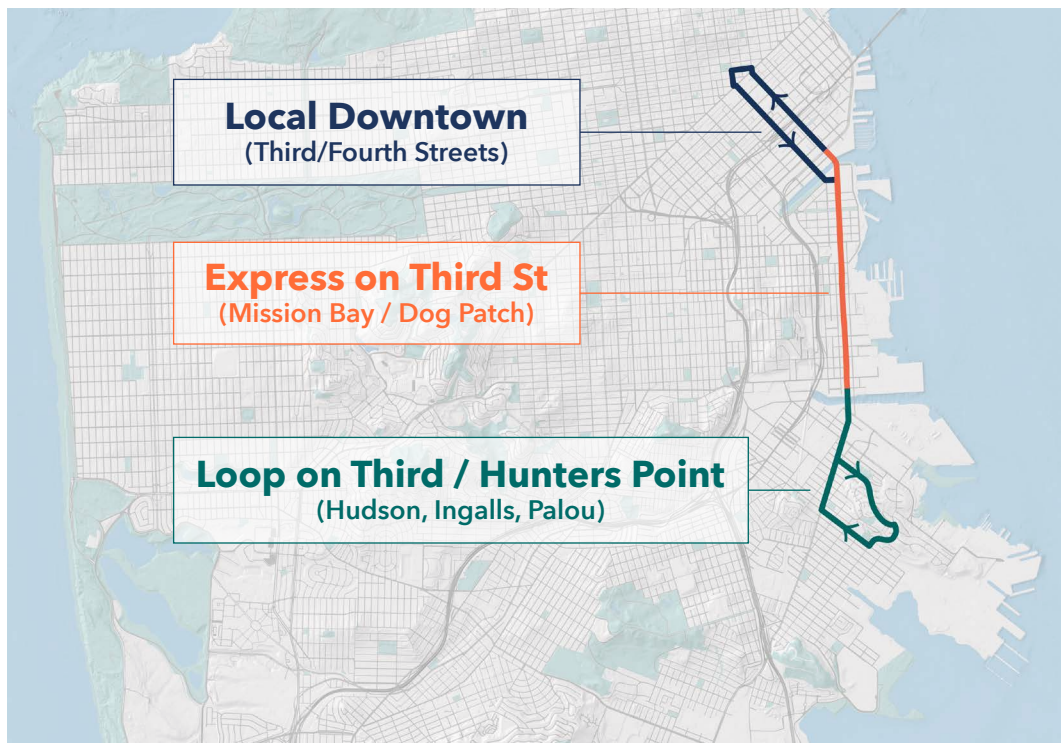 Local Downtown
(Third/Fourth Streets)
Express on Third St
(Mission Bay / Dog Patch)
Loop on Third / Hunters Point
(Hudson, Ingalls, Palou)